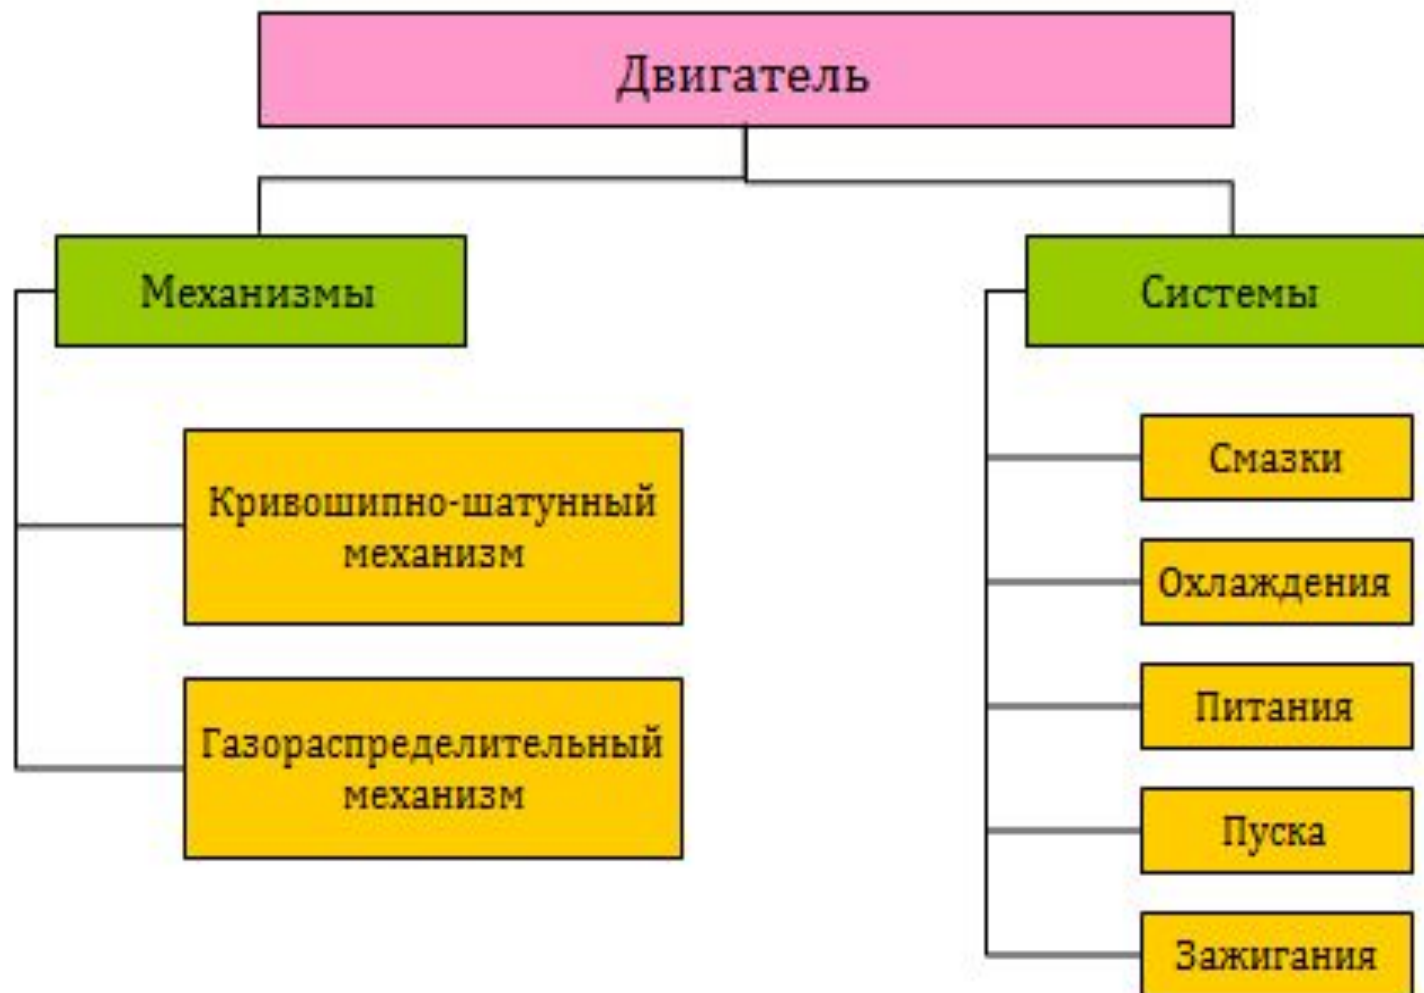 Двигатель
Механизмы
Кривошипно-шатунный
механизм
Газораспределительный
механизм
Системы
Смазки
Охлаждения
Питания
Пуска
Зажигания